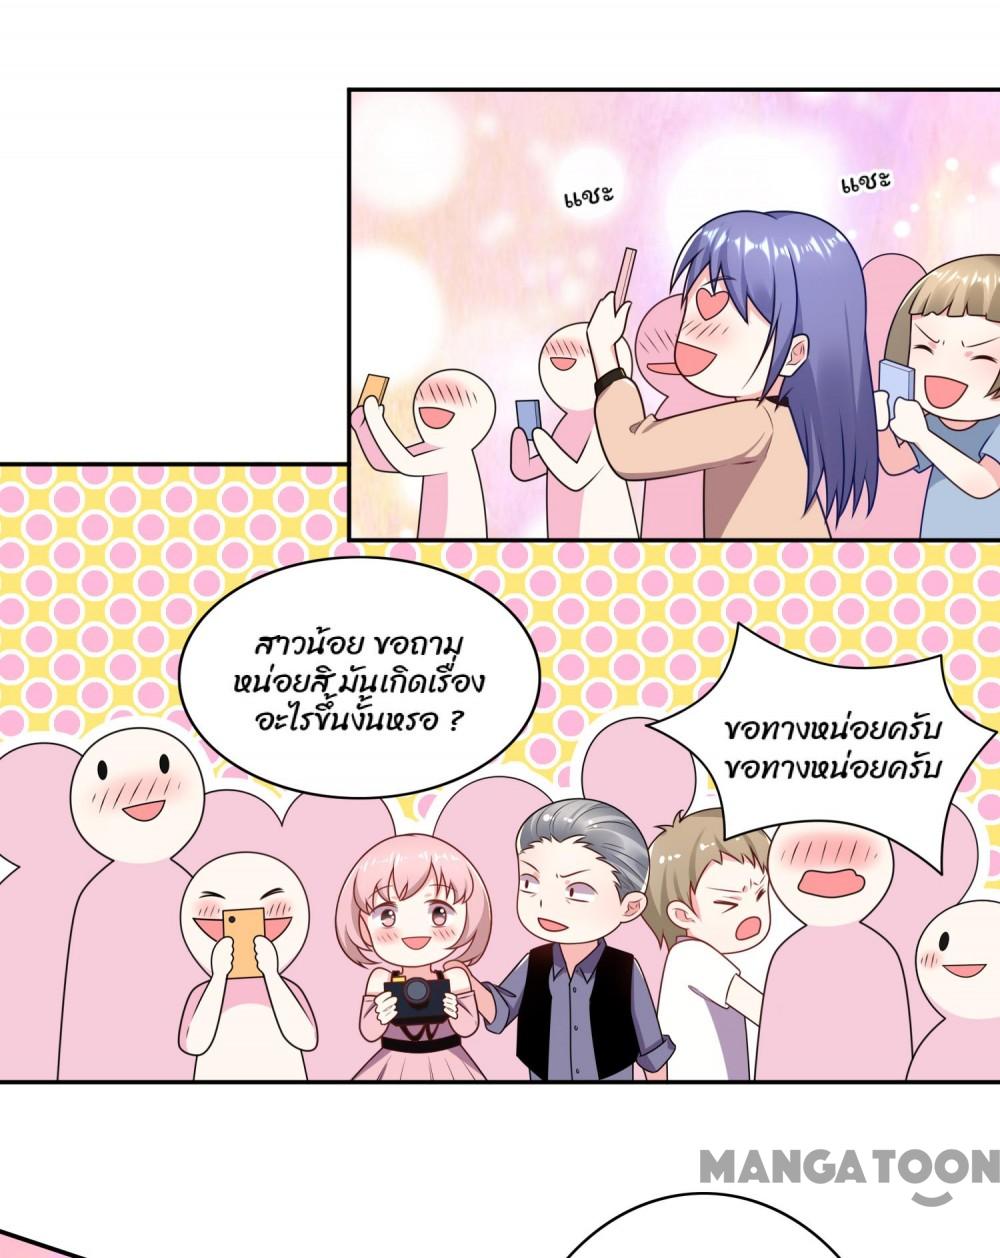 แชะ
แชะ
สาวน้อย ขอถาม
หน่อยสิ มันเกิดเรื่อง
อะไรขึ้นงั้นหรอ ?
ขอทางหน่อยครับ
ขอทางหน่อยครับ
MANGATOON